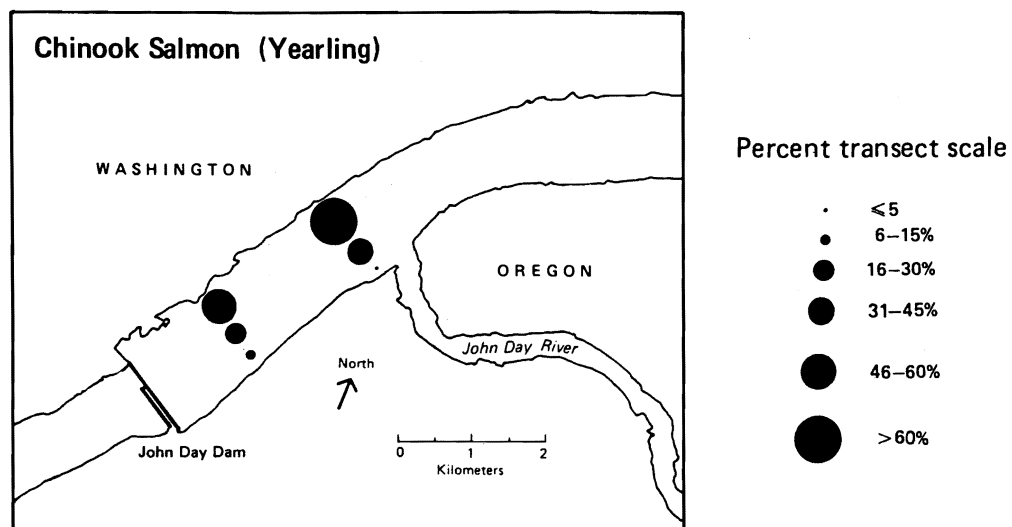 Chinook Salmon (Yearling)
WASHINGTON
OREGON
John Day River
North
John Day Dam
0 1 2
Kilometers
Percent transect scale
⩽5
6–15%
16–30%
31–45%
46–60%
>60%